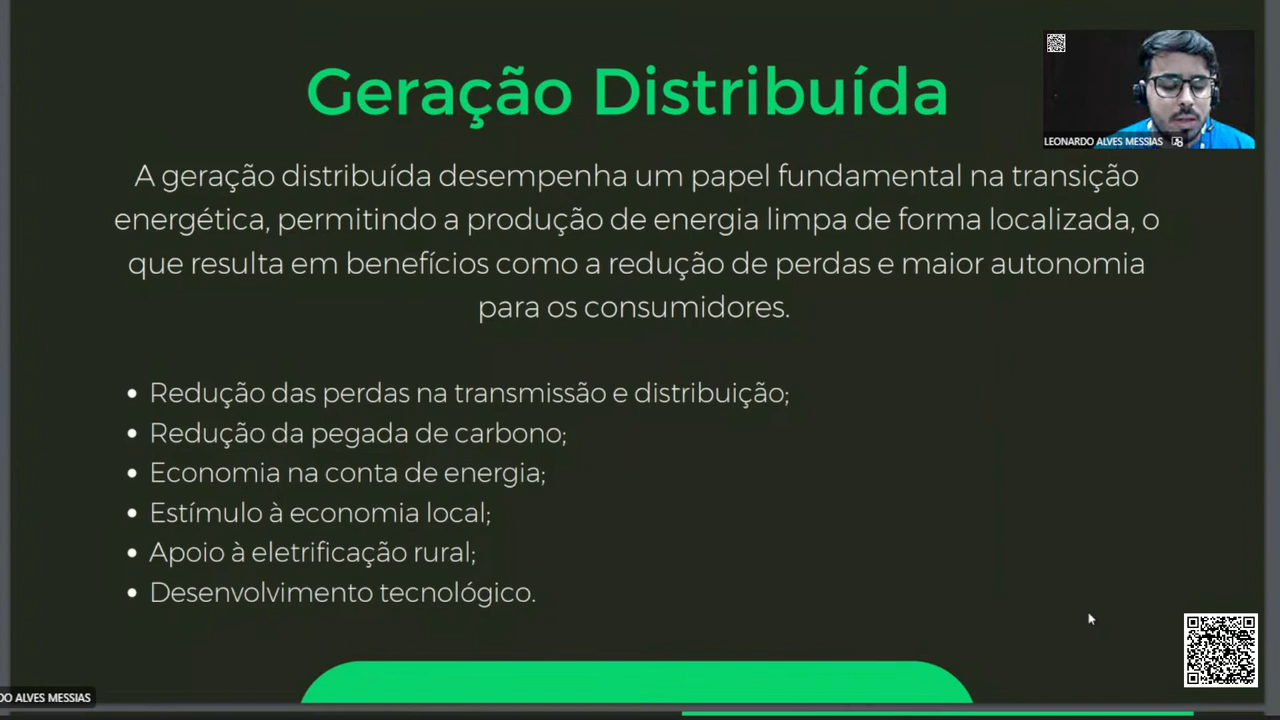 Geração Distribuída
LEONARDO ALVES MESSIAS
A geração distribuída desempenha um papel fundamental na transição
energética, permitindo a produção de energia limpa de forma localizada, o
que resulta em benefícios como a redução de perdas e maior autonomia
para os consumidores.
• Redução das perdas na transmissão e distribuição;
• Redução da pegada de carbono;
• Economia na conta de energia;
• Estímulo à economia local;
• Apoio à eletrificação rural;
• Desenvolvimento tecnológico.
DO ALVES MESSIAS